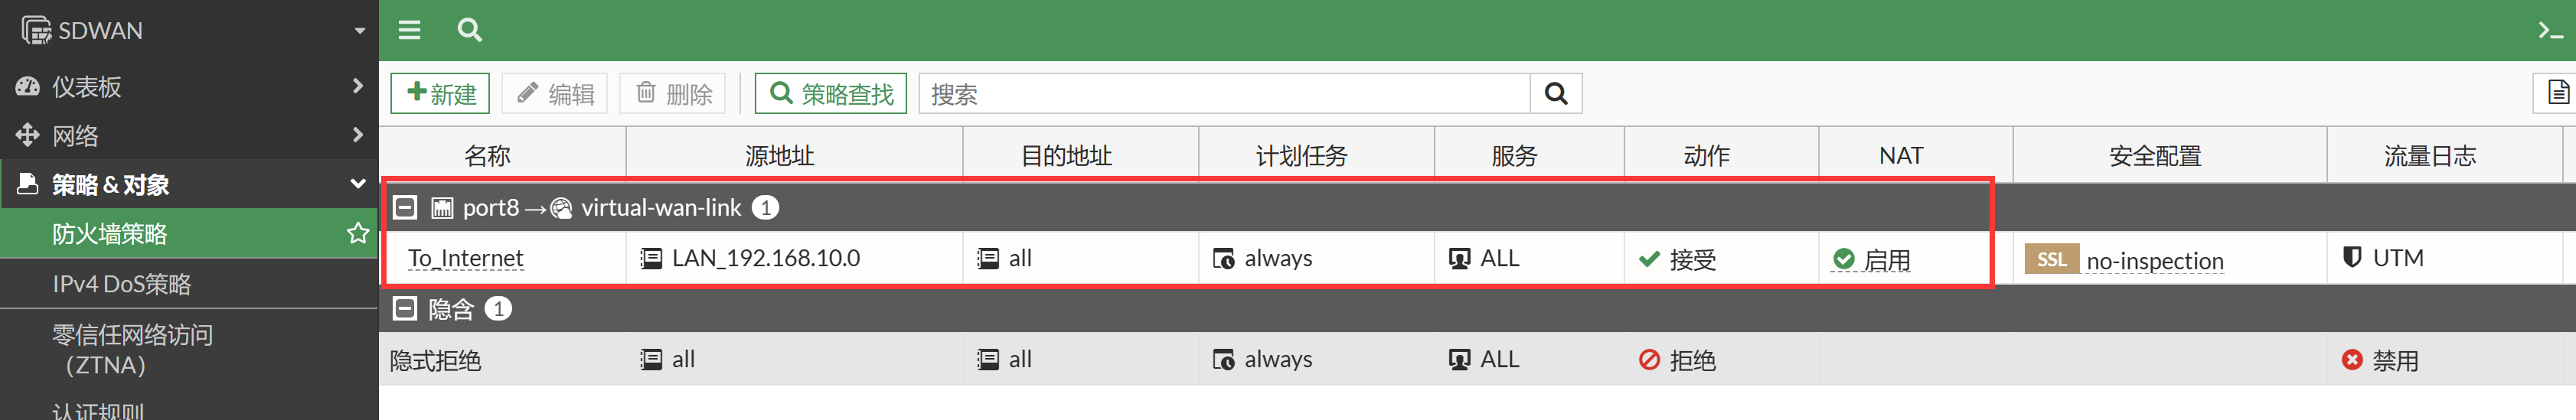 SDWAN
仪表板
网络
策略 & 对象
防火墙策略
IPv4 DoS策略
零信任网络访问
（ZTNA）
认证规则
新建 编辑 删除 策略查找 搜索
名称 源地址 目的地址 计划任务 服务 动作 NAT 安全配置 流量日志
port8→ virtual-wan-link 1
To_Internet LAN_192.168.10.0 all always ALL 接受 启用 SSL no-inspection UTM
隐含 1
隐式拒绝 all all always ALL 拒绝 禁用